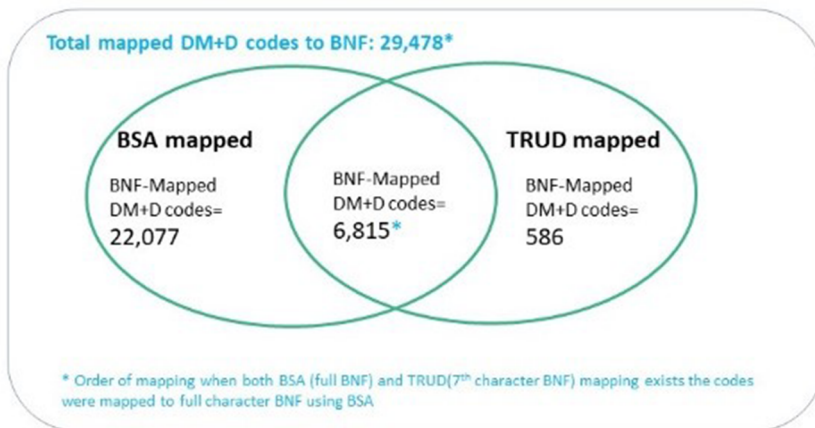 Total mapped DM+D codes to BNF: 29,478*
BSA mapped
BNF-Mapped
DM+D codes=
22,077
BNF-Mapped
DM+D codes=
6,815*
TRUD mapped
BNF-Mapped
DM+D codes=
586
* Order of mapping when both BSA (full BNF) and TRUD(7th character BNF) mapping exists the codes
were mapped to full character BNF using BSA